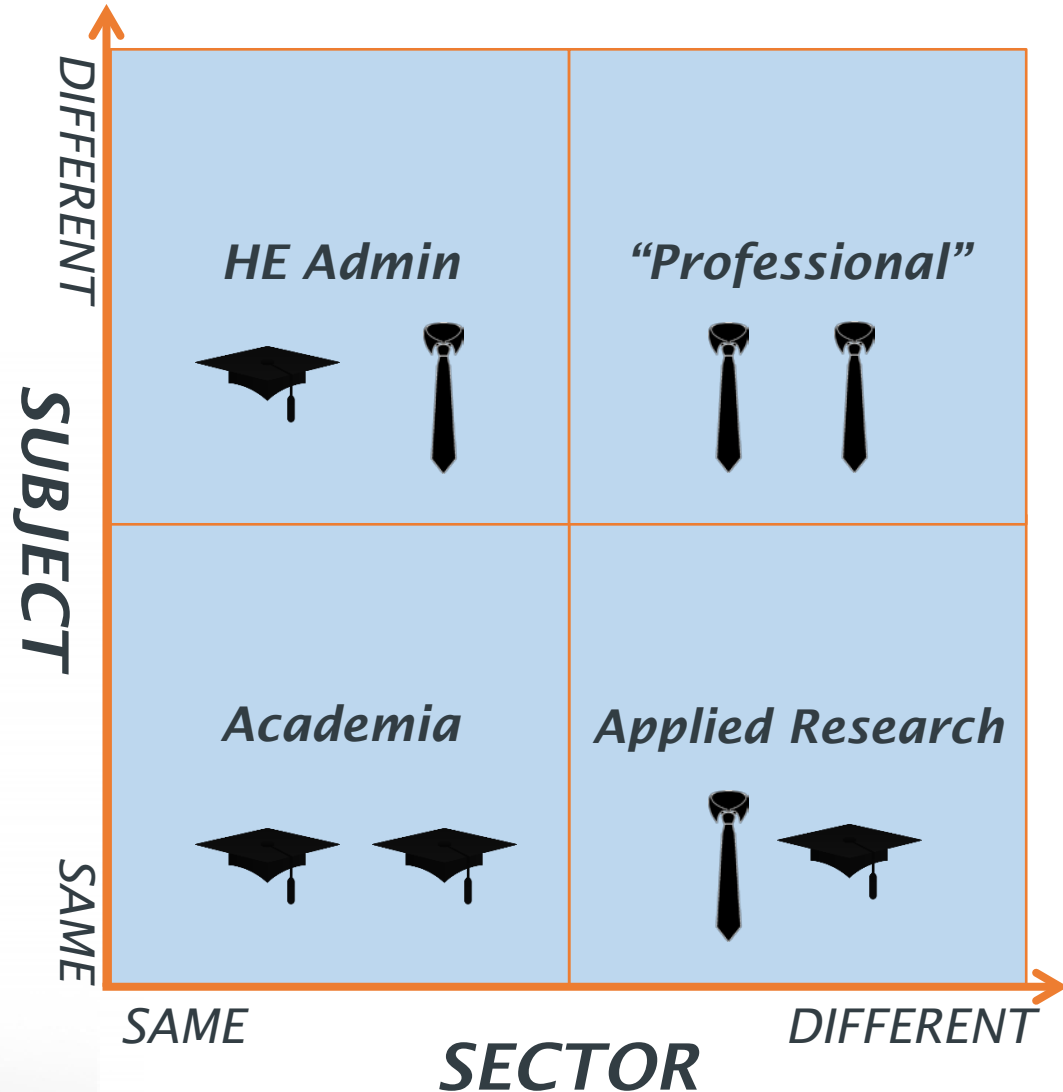 DIFFERENT
HE Admin
“Professional”
SUBJECT
Academia
Applied Research
SAME
SAME
DIFFERENT
SECTOR